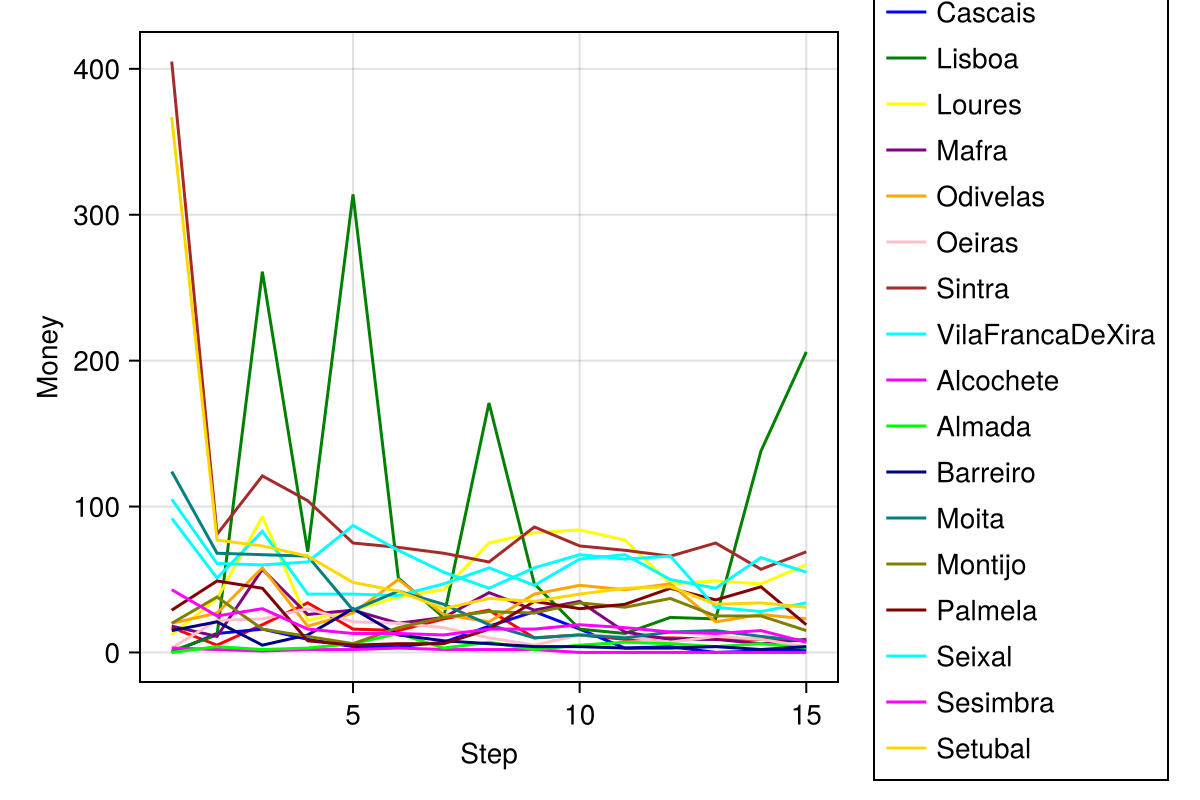 400
300
200
100
0
5
10
15
Money
Step
Cascais
Lisboa
Loures
Mafra
Odivelas
Oeiras
Sintra
VilaFrancaDeXira
Alcochete
Almada
Barreiro
Moita
Montijo
Palmela
Seixal
Sesimbra
Setubal